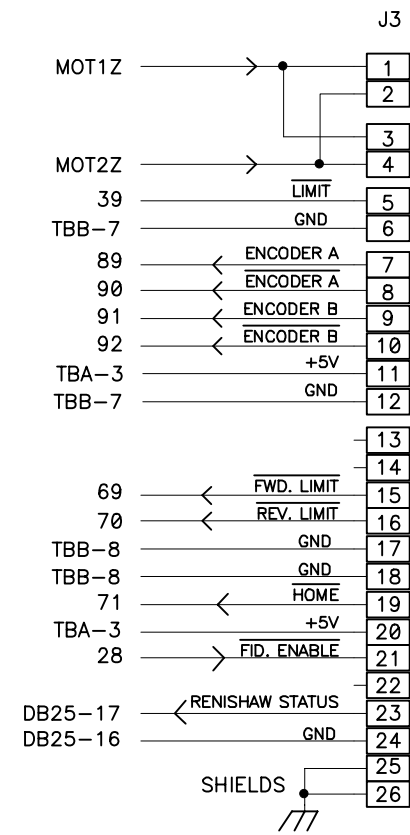 J3
MOT1Z 1
2
3
MOT2Z 4
39 LIMIT 5
TBB-7 GND 6
89 ENCODER A 7
90 ENCODER A 8
91 ENCODER B 9
92 ENCODER B 10
TBA-3 +5V 11
TBB-7 GND 12
13
14
69 FWD. LIMIT 15
70 REV. LIMIT 16
TBB-8 GND 17
TBB-8 GND 18
71 HOME 19
TBA-3 +5V 20
28 FID. ENABLE 21
22
DB25-17 RENISHAW STATUS 23
DB25-16 GND 24
25
SHIELDS 26